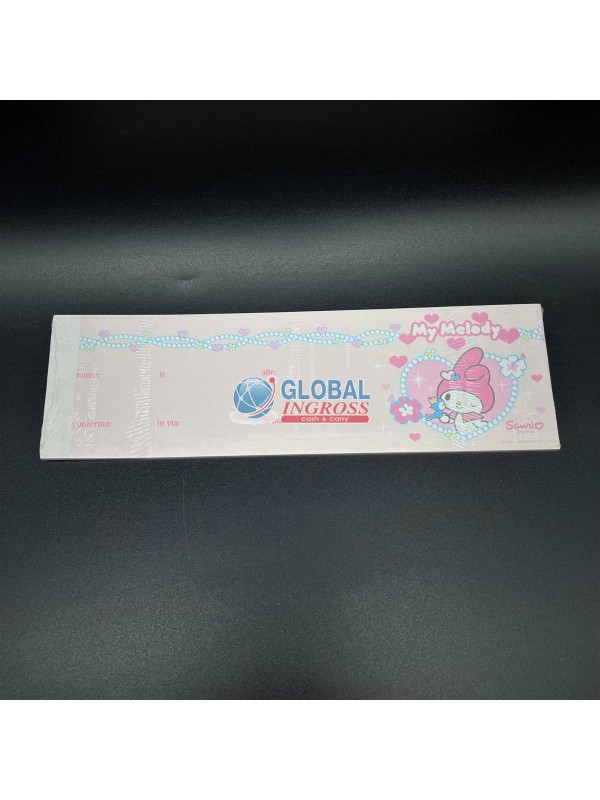 My Melody
nome:
il:
alle:
GLOBAL
INGROSS
cash & carry
conferma:
in via:
Sanrio